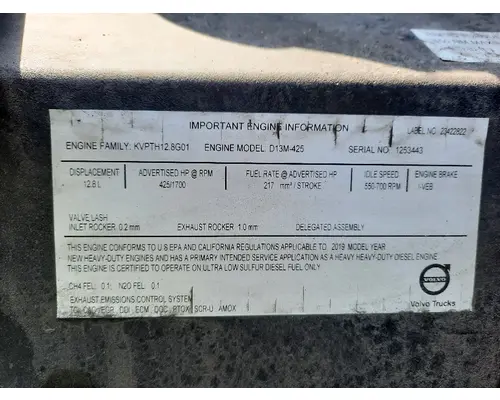 IMPORTANT ENGINE INFORMATION
LABEL NO. 23422822
ENGINE FAMILY: KVPTH12.8G01 ENGINE MODEL: D13M-425 SERIAL NO: 1253443
DISPLACEMENT ADVERTISED HP @ RPM FUEL RATE @ ADVERTISED HP IDLE SPEED ENGINE BRAKE
12.8 L 425/1700 217 mm³ / STROKE 550-700 RPM VEB
VALVE LASH
INLET ROCKER 0.2 mm EXHAUST ROCKER 1.0 mm DELEGATED ASSEMBLY
THIS ENGINE CONFORMS TO U S EPA AND CALIFORNIA REGULATIONS APPLICABLE TO 2019 MODEL YEAR
NEW HEAVY-DUTY ENGINES AND HAS A PRIMARY INTENDED SERVICE APPLICATION AS A HEAVY HEAVY-DUTY DIESEL ENGINE
THIS ENGINE IS CERTIFIED TO OPERATE ON ULTRA LOW SULFUR DIESEL FUEL ONLY.
CH4 FEL: 0.1; N2O FEL: 0.1
EXHAUST EMISSIONS CONTROL SYSTEM
EGR, DDI, ECM, DOC, PTOX, SCR-U, AMOX
VOLVO
Volvo Trucks